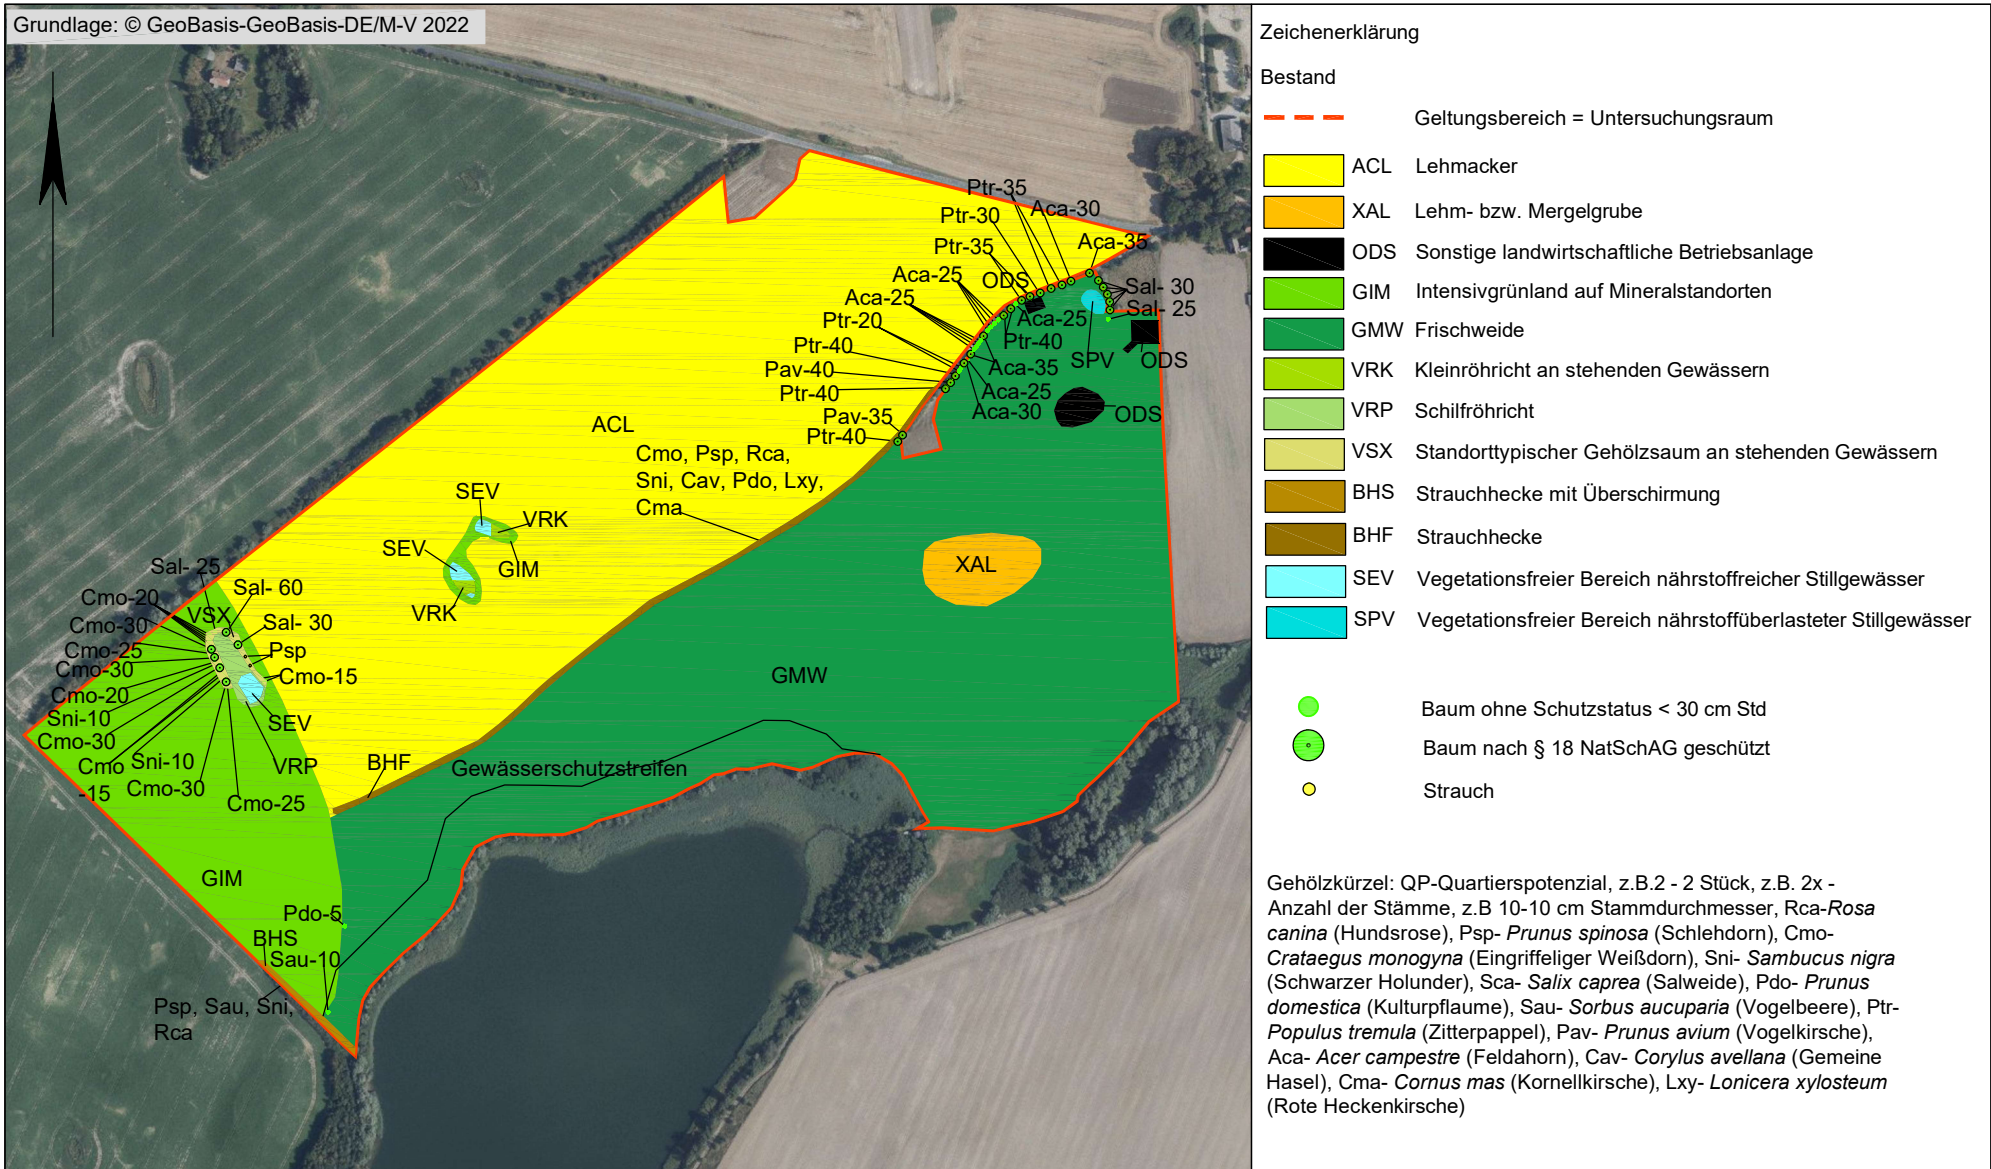 Grundlage: © GeoBasis-GeoBasis-DE/M-V 2022
Ptr-35
Aca-30
Ptr-30
Aca-35
Ptr-35
Aca-25
ODS
Sal- 30
Aca-25
Sal- 25
Ptr-20
Aca-25
Ptr-40
Ptr-40
SPV
ODS
Pav-40
Aca-35
Ptr-40
Aca-25
Aca-30
ODS
Pav-35
Ptr-40
ACL
Cmo, Psp, Rca,
Sni, Cav, Pdo, Lxy,
Cma
SEV
VRK
SEV
GIM
VRK
XAL
Sal- 25
Sal- 60
Cmo-20
VSX
Cmo-30
Sal- 30
Cmo-25
Psp
Cmo-30
Cmo-15
Cmo-20
Sni-10
SEV
Cmo-30
Cmo
-15
Sni-10
VRP
Cmo-30
Cmo-25
BHF
GMW
Gewässerschutzstreifen
GIM
Pdo-5
BHS
Sau-10
Psp, Sau, Sni,
Rca
Zeichenerklärung
Bestand
Geltungsbereich = Untersuchungsraum
ACL Lehmacker
XAL Lehm- bzw. Mergelgrube
ODS Sonstige landwirtschaftliche Betriebsanlage
GIM Intensivgrünland auf Mineralstandorten
GMW Frischweide
VRK Kleinröhricht an stehenden Gewässern
VRP Schilfröhricht
VSX Standorttypischer Gehölzsaum an stehenden Gewässern
BHS Strauchhecke mit Überschirmung
BHF Strauchhecke
SEV Vegetationsfreier Bereich nährstoffreicher Stillgewässer
SPV Vegetationsfreier Bereich nährstoffüberlasteter Stillgewässer
Baum ohne Schutzstatus < 30 cm Std
Baum nach § 18 NatSchAG geschützt
Strauch
Gehölzkürzel: QP-Quartierspotenzial, z.B.2 - 2 Stück, z.B. 2x -
Anzahl der Stämme, z.B 10-10 cm Stammdurchmesser, Rca-Rosa
canina (Hundsrose), Psp- Prunus spinosa (Schlehdorn), Cmo-
Crataegus monogyna (Eingriffeliger Weißdorn), Sni- Sambucus nigra
(Schwarzer Holunder), Sca- Salix caprea (Salweide), Pdo- Prunus
domestica (Kulturpflaume), Sau- Sorbus aucuparia (Vogelbeere), Ptr-
Populus tremula (Zitterpappel), Pav- Prunus avium (Vogelkirsche),
Aca- Acer campestre (Feldahorn), Cav- Corylus avellana (Gemeine
Hasel), Cma- Cornus mas (Kornellkirsche), Lxy- Lonicera xylosteum
(Rote Heckenkirsche)